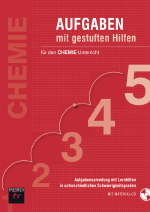 CHEMIE
AUFGABEN
mit gestuften Hilfen
für den CHEMIE-Unterricht
5
4
3
2
Aufgabensammlung mit Lernhilfen
in unterschiedlichen Schwierigkeitsgraden
MIT MATERIAL-CD